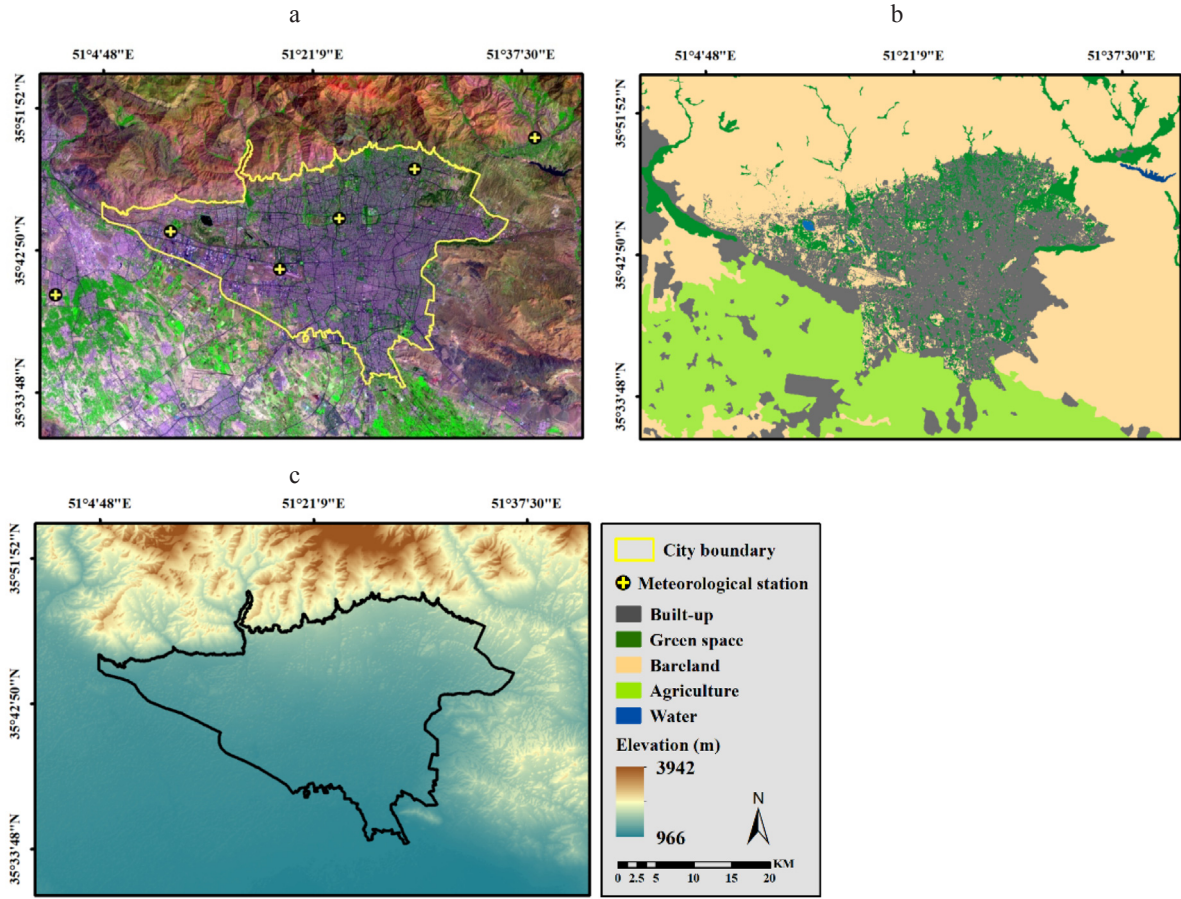 a
51°4'48"E 51°21'9"E 51°37'30"E
35°51'52"N
35°42'50"N
35°33'48"N
b
51°4'48"E 51°21'9"E 51°37'30"E
35°51'52"N
35°42'50"N
35°33'48"N
c
51°4'48"E 51°21'9"E 51°37'30"E
35°51'52"N
35°42'50"N
35°33'48"N
City boundary
Meteorological station
Built-up
Green space
Bareland
Agriculture
Water
Elevation (m)
3942
966
N
KM
0 2.5 5 10 15 20